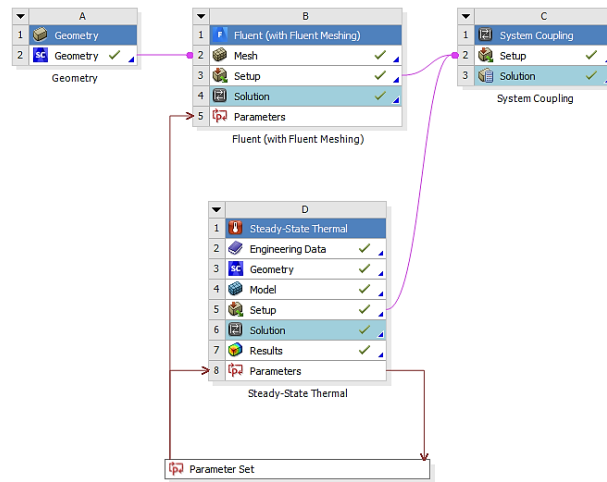 A
1 Geometry
2 Geometry
Geometry
B
1 Fluent (with Fluent Meshing)
2 Mesh
3 Setup
4 Solution
5 Parameters
Fluent (with Fluent Meshing)
C
1 System Coupling
2 Setup
3 Solution
System Coupling
D
1 Steady-State Thermal
2 Engineering Data
3 SC Geometry
4 Model
5 Setup
6 Solution
7 Results
8 Parameters
Steady-State Thermal
Parameter Set